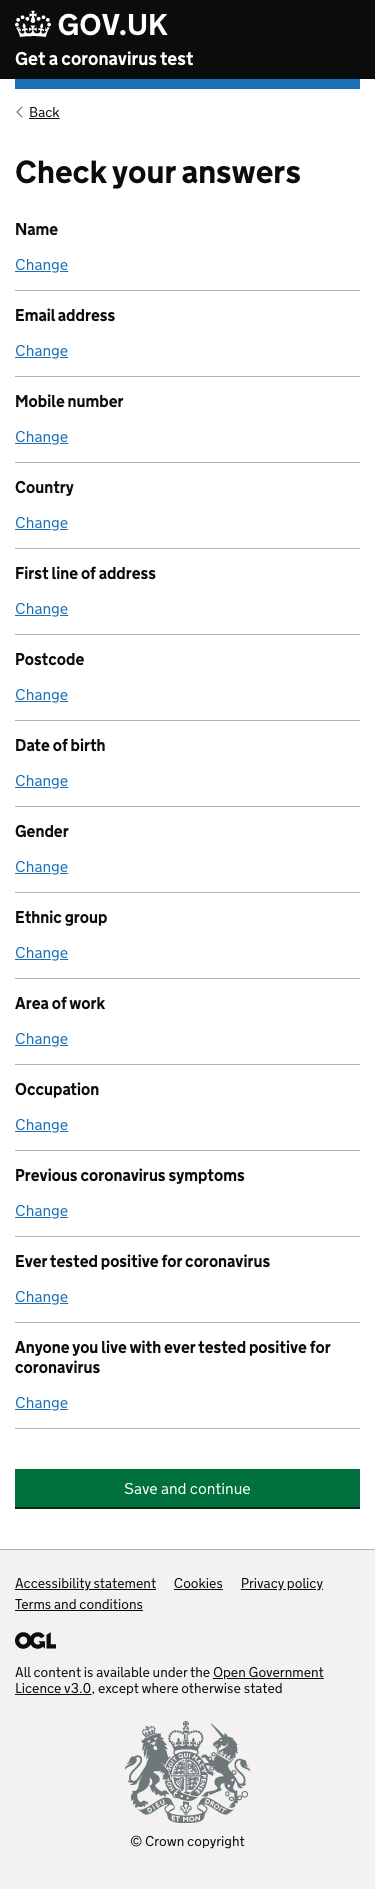 GOV.UK
Get a coronavirus test
Back
Check your answers
Name
Change
Email address
Change
Mobile number
Change
Country
Change
First line of address
Change
Postcode
Change
Date of birth
Change
Gender
Change
Ethnic group
Change
Area of work
Change
Occupation
Change
Previous coronavirus symptoms
Change
Ever tested positive for coronavirus
Change
Anyone you live with ever tested positive for
coronavirus
Change
Save and continue
Accessibility statement Cookies Privacy policy
Terms and conditions
OGL
All content is available under the Open Government
Licence v3.0, except where otherwise stated
DIEU ET MON DROIT
© Crown copyright